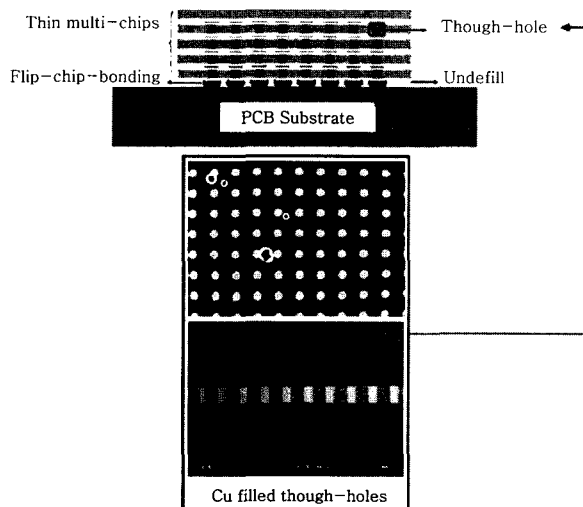 Thin multi-chips
Though-hole
Flip-chip-bonding
Undefill
PCB Substrate
Cu filled though-holes